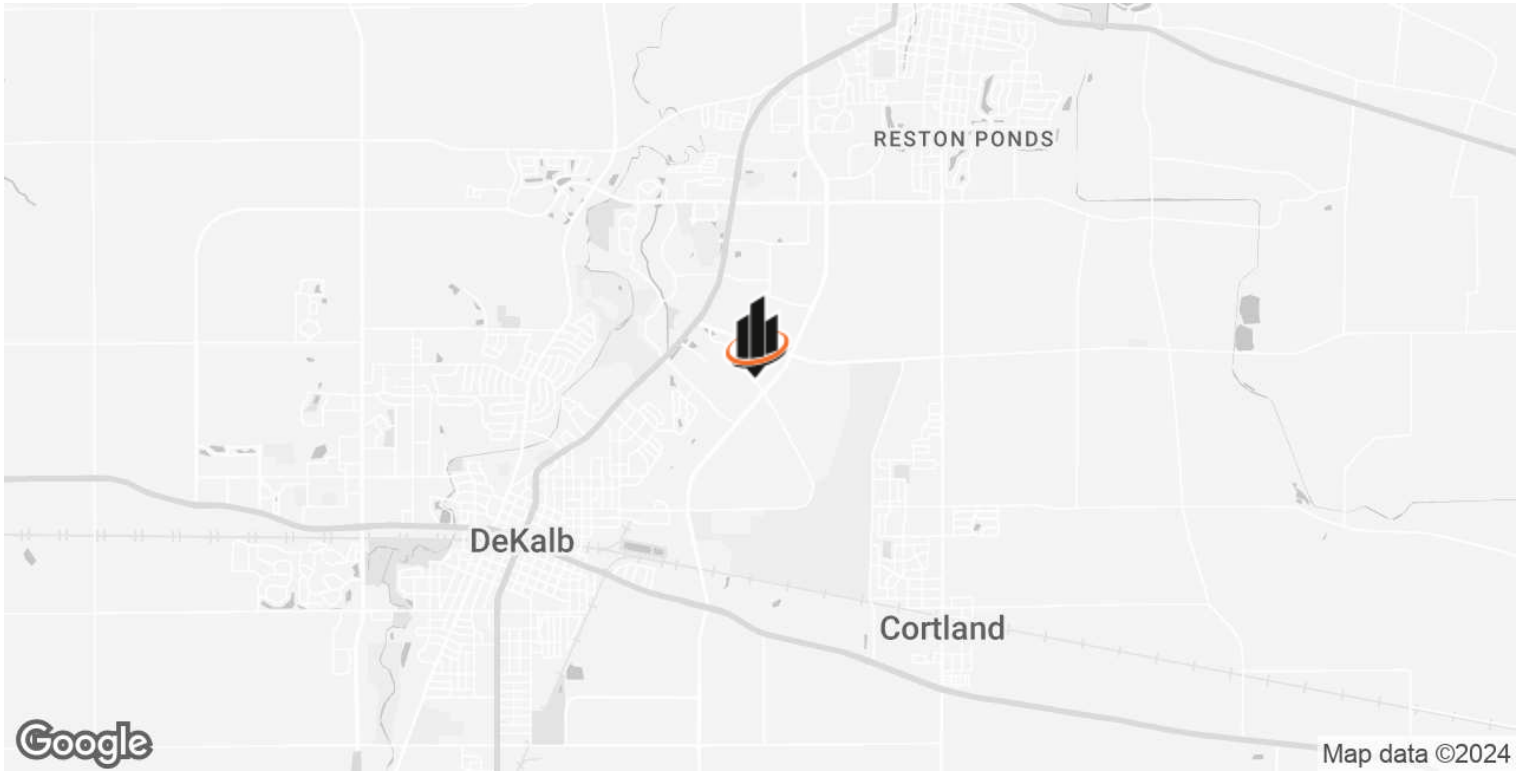 RESTON PONDS
DeKalb
Cortland
Google
Map data ©2024